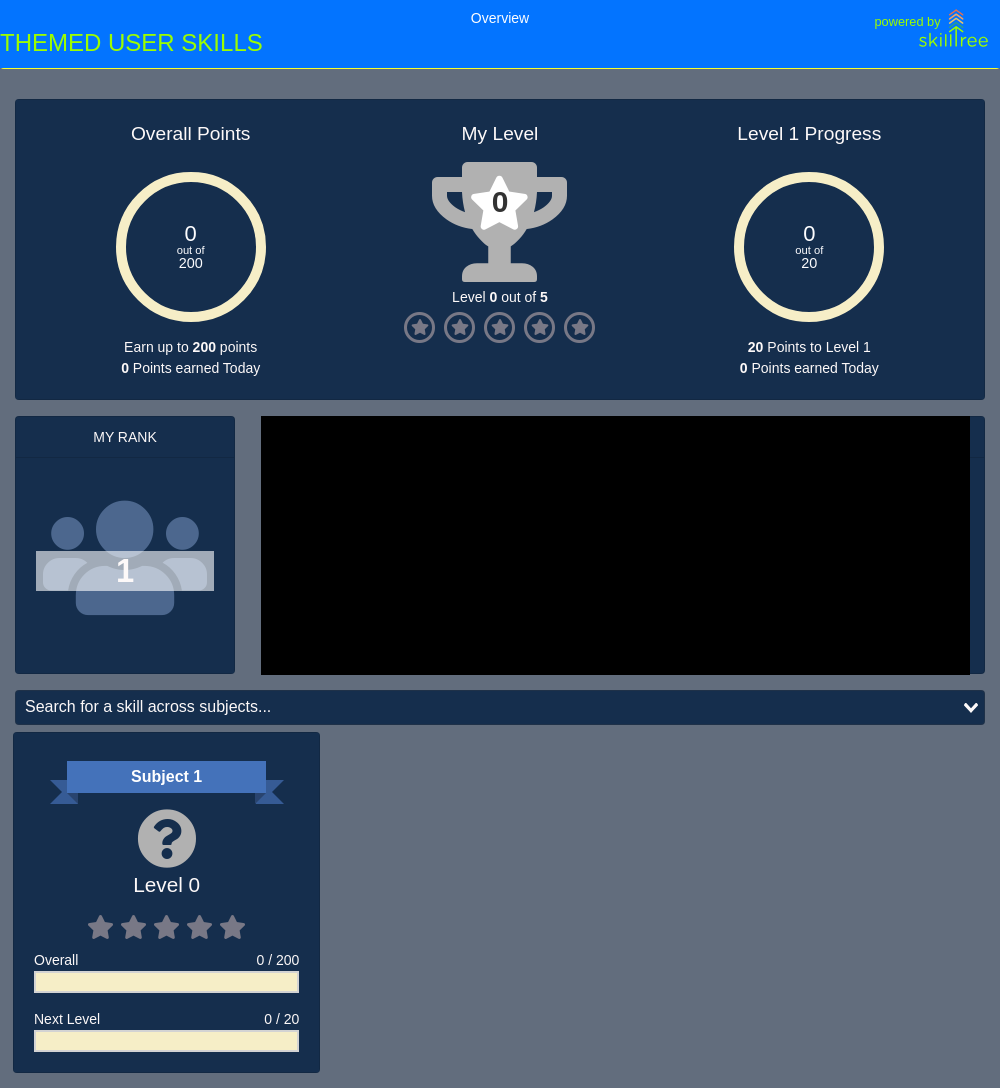 Overview
THEMED USER SKILLS
powered by
skilltree
Overall Points
0
out of
200
Earn up to 200 points
0 Points earned Today
My Level
0
Level 0 out of 5
Level 1 Progress
0
out of
20
20 Points to Level 1
0 Points earned Today
MY RANK
1
Search for a skill across subjects...
Subject 1
Level 0
Overall 0 / 200
Next Level 0 / 20